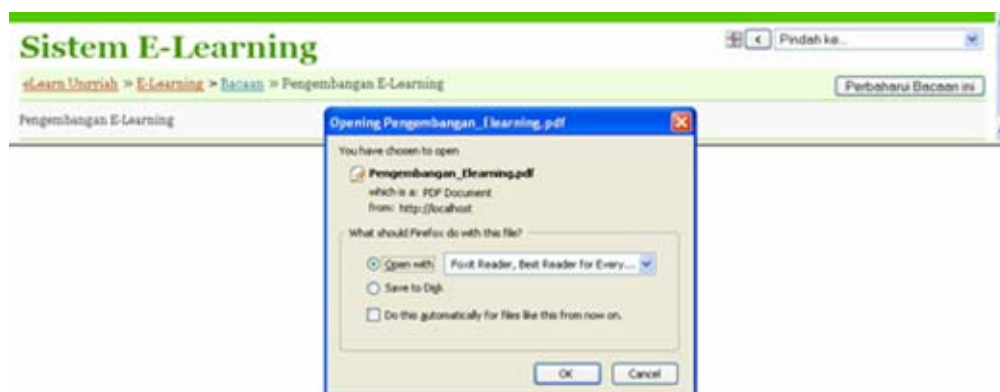 Sistem E-Learning
Pindah ke...
eLearn Unrriah » E-Learning » Bacaan » Pengembangan E-Learning
Perbaharui Bacaan ini
Pengembangan E-Learning
Opening Pengembangan_Elearning.pdf
You have chosen to open
Pengembangan_Elearning.pdf
which is a: PDF Document
from: http://localhost
What should Firefox do with this file?
Open with Foxit Reader, Best Reader for Every....
Save to Disk
Do this automatically for files like this from now on.
OK Cancel